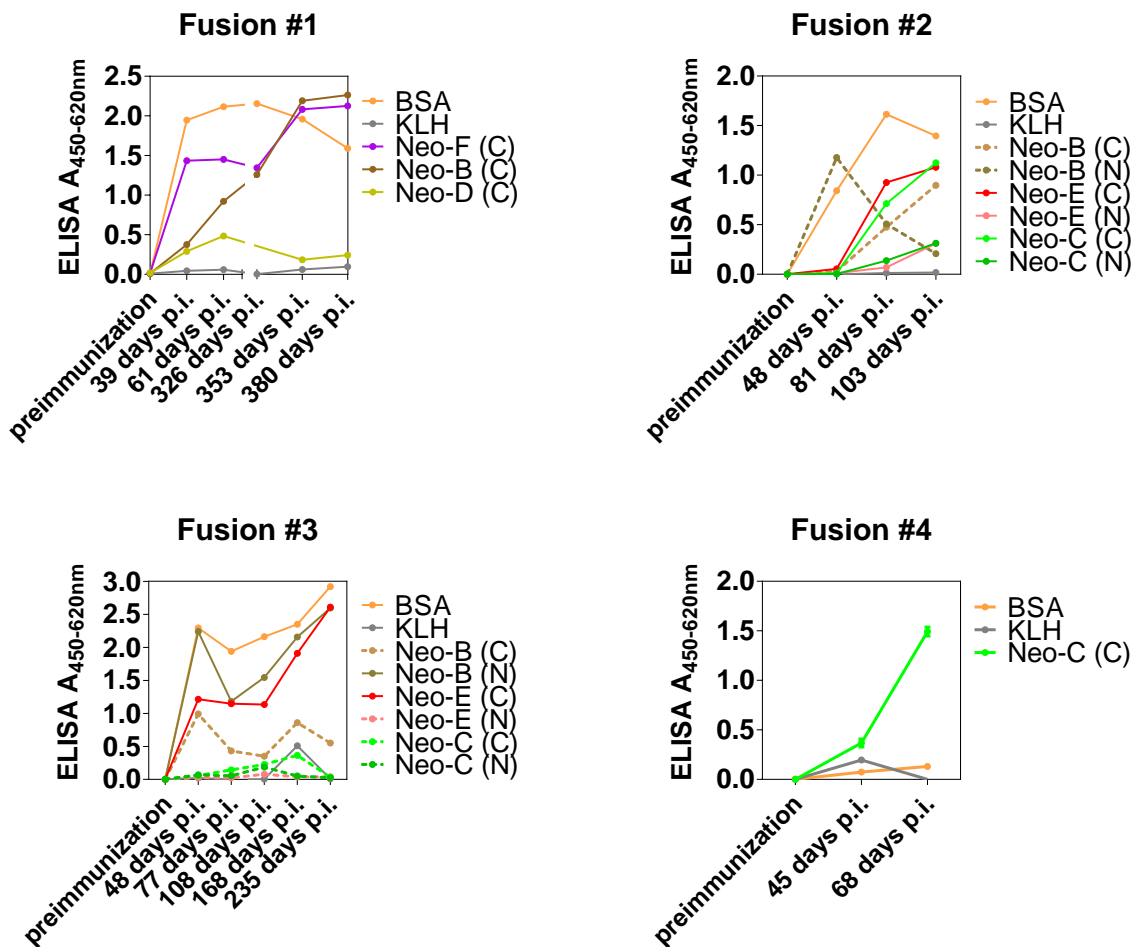 Fusion #1
ELISA A450-620nm
2.5
2.0
1.5
1.0
0.5
0.0
preimmunization
39 days p.i.
61 days p.i.
326 days p.i.
353 days p.i.
380 days p.i.
BSA
KLH
Neo-F (C)
Neo-B (C)
Neo-D (C)
Fusion #2
ELISA A450-620nm
2.0
1.5
1.0
0.5
0.0
preimmunization
48 days p.i.
81 days p.i.
103 days p.i.
BSA
KLH
Neo-B (C)
Neo-B (N)
Neo-E (C)
Neo-E (N)
Neo-C (C)
Neo-C (N)
Fusion #3
ELISA A450-620nm
3.0
2.5
2.0
1.5
1.0
0.5
0.0
preimmunization
48 days p.i.
77 days p.i.
108 days p.i.
168 days p.i.
235 days p.i.
BSA
KLH
Neo-B (C)
Neo-B (N)
Neo-E (C)
Neo-E (N)
Neo-C (C)
Neo-C (N)
Fusion #4
ELISA A450-620nm
2.0
1.5
1.0
0.5
0.0
preimmunization
45 days p.i.
68 days p.i.
BSA
KLH
Neo-C (C)